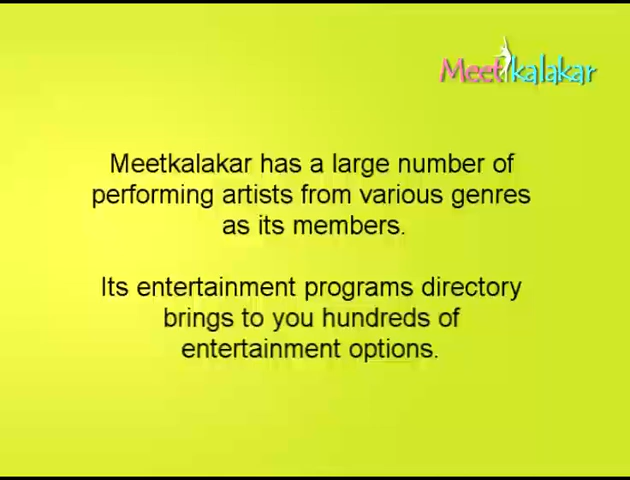 Meetkalakar
Meetkalakar has a large number of
performing artists from various genres
as its members.
Its entertainment programs directory
brings to you hundreds of
entertainment options.